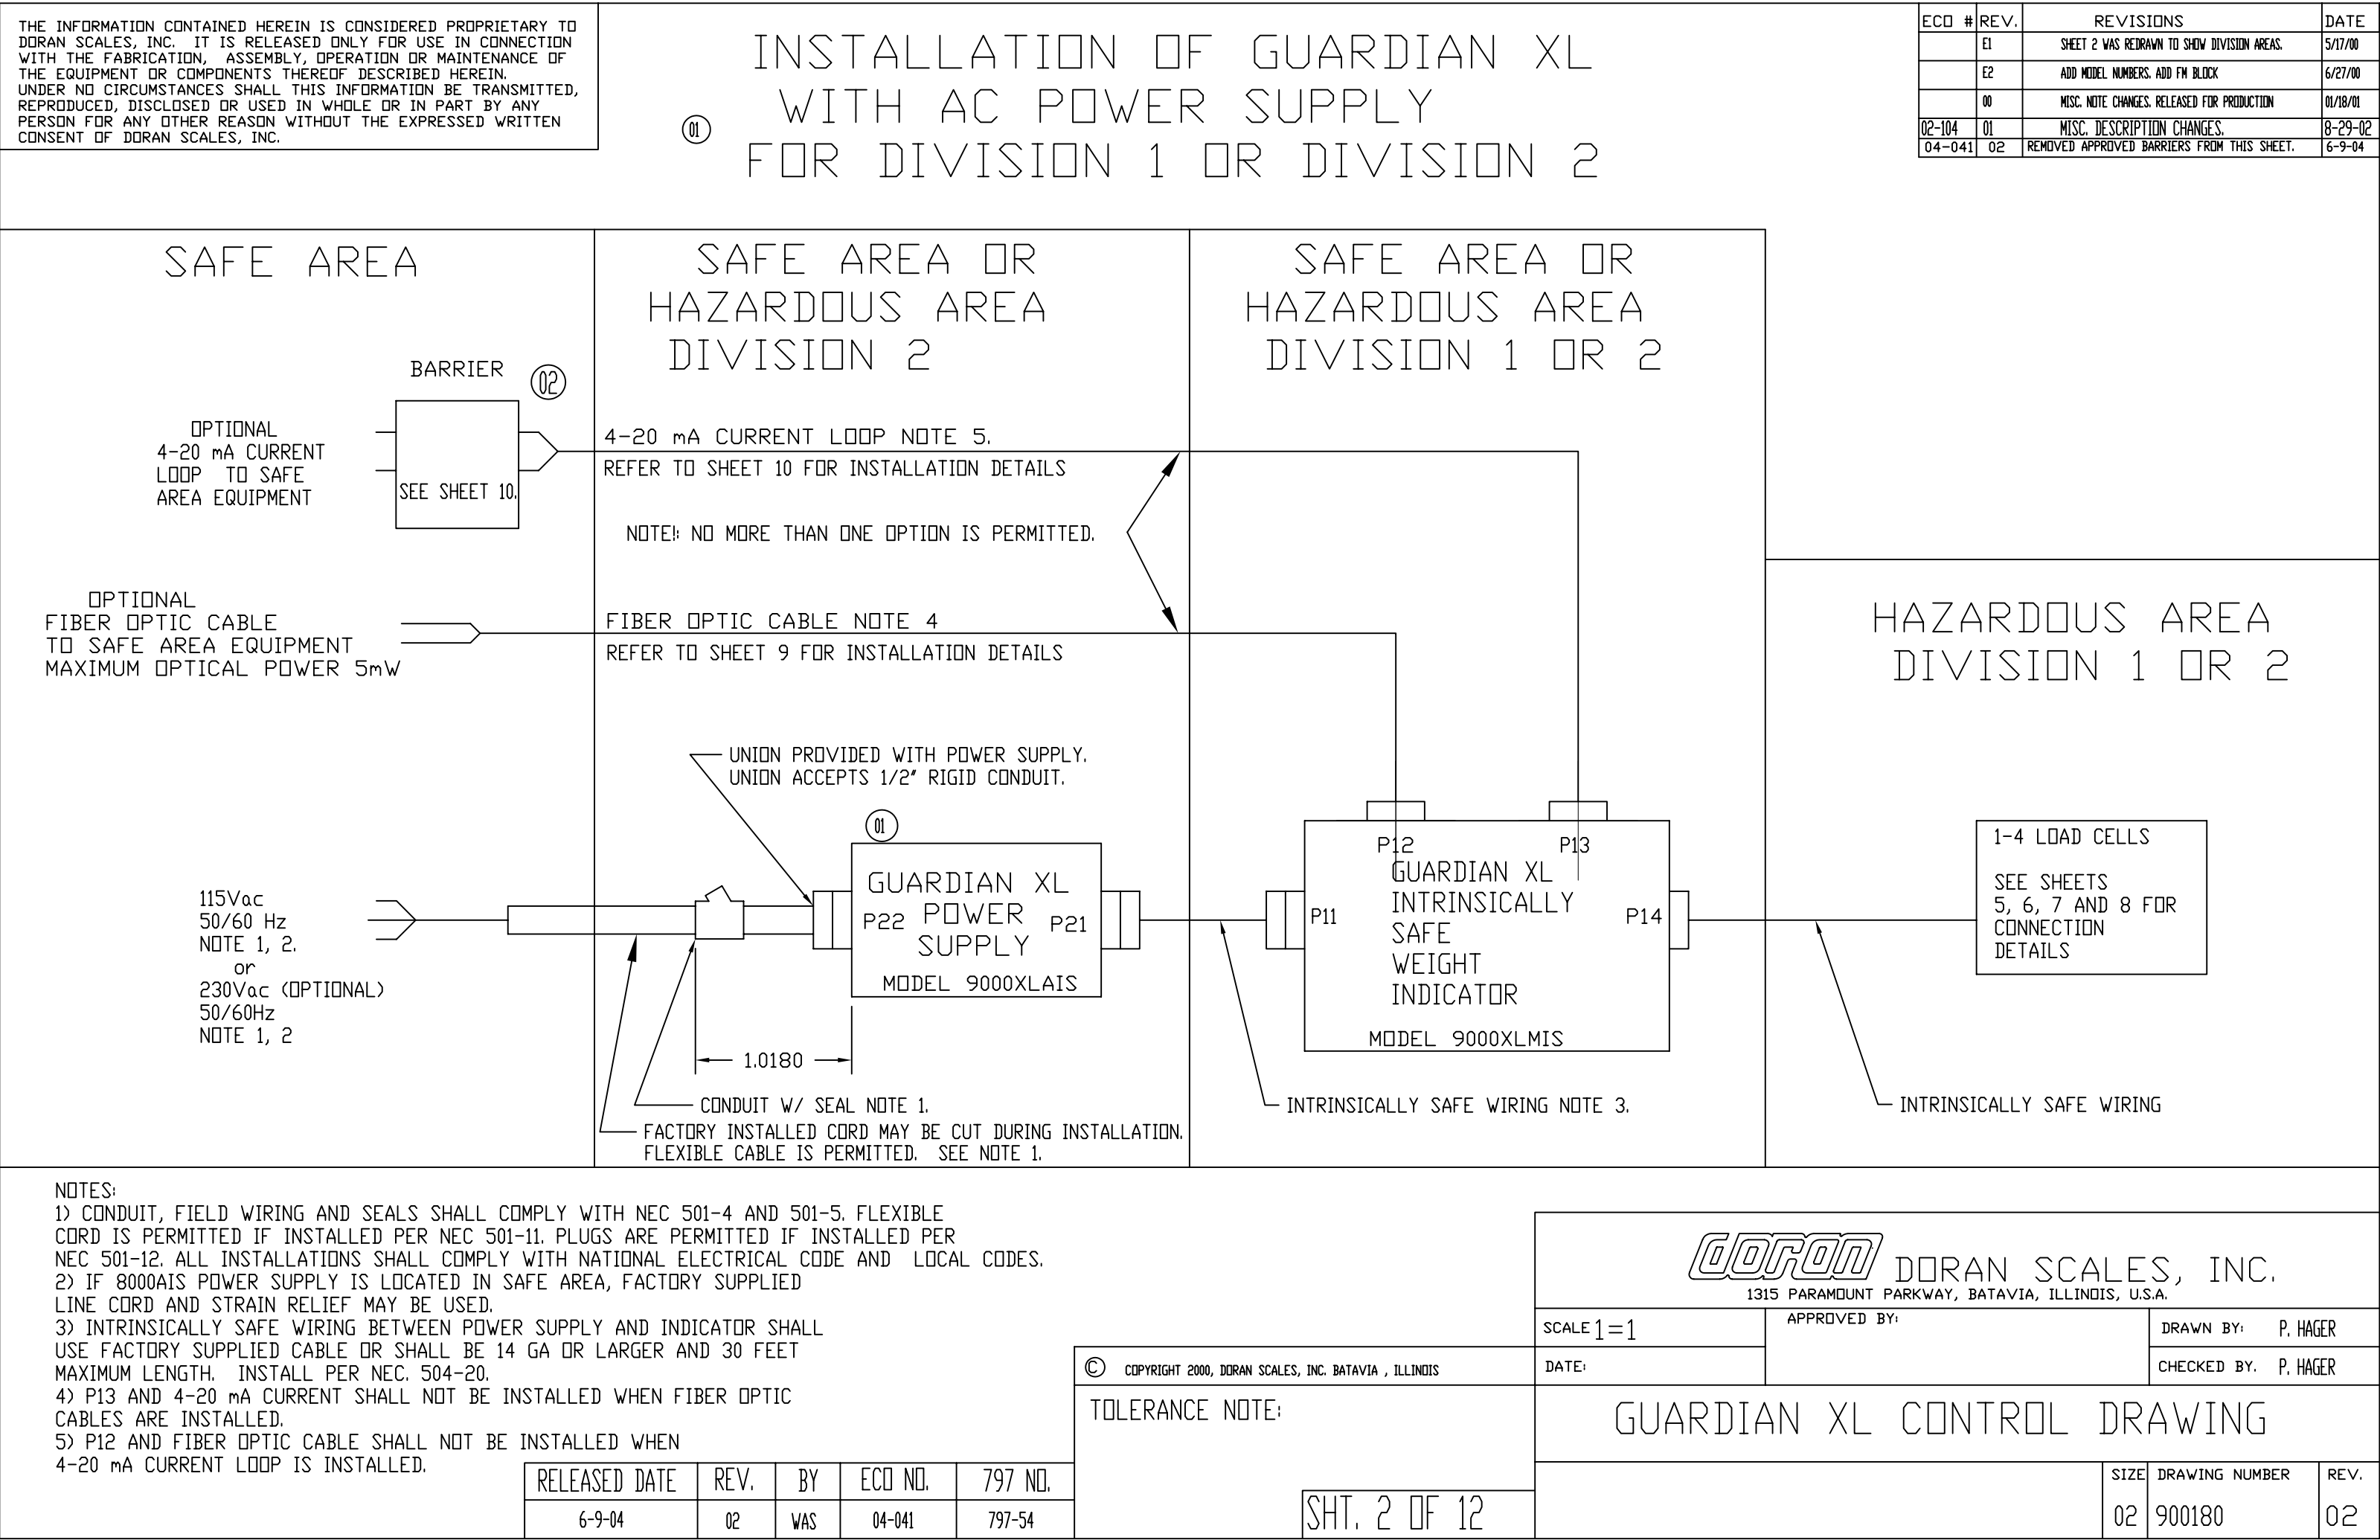 THE INFORMATION CONTAINED HEREIN IS CONSIDERED PROPRIETARY TO
DORAN SCALES, INC. IT IS RELEASED ONLY FOR USE IN CONNECTION
WITH THE FABRICATION, ASSEMBLY, OPERATION OR MAINTENANCE OF
THE EQUIPMENT OR COMPONENTS THEREOF DESCRIBED HEREIN.
UNDER NO CIRCUMSTANCES SHALL THIS INFORMATION BE TRANSMITTED,
REPRODUCED, DISCLOSED OR USED IN WHOLE OR IN PART BY ANY
PERSON FOR ANY OTHER REASON WITHOUT THE EXPRESSED WRITTEN
CONSENT OF DORAN SCALES, INC.
INSTALLATION OF GUARDIAN XL
WITH AC POWER SUPPLY
01
FOR DIVISION 1 OR DIVISION 2
ECO # REV. REVISIONS DATE
E1 SHEET 2 WAS REDRAWN TO SHOW DIVISION AREAS. 5/17/00
E2 ADD MODEL NUMBERS. ADD FM BLOCK 6/27/00
00 MISC. NOTE CHANGES. RELEASED FOR PRODUCTION 01/18/01
02-104 01 MISC. DESCRIPTION CHANGES. 8-29-02
04-041 02 REMOVED APPROVED BARRIERS FROM THIS SHEET. 6-9-04
SAFE AREA
SAFE AREA OR
HAZARDOUS AREA
DIVISION 2
SAFE AREA OR
HAZARDOUS AREA
DIVISION 1 OR 2
HAZARDOUS AREA
DIVISION 1 OR 2
BARRIER
02
SEE SHEET 10.
OPTIONAL
4-20 mA CURRENT
LOOP TO SAFE
AREA EQUIPMENT
4-20 mA CURRENT LOOP NOTE 5.
REFER TO SHEET 10 FOR INSTALLATION DETAILS
NOTE!: NO MORE THAN ONE OPTION IS PERMITTED.
OPTIONAL
FIBER OPTIC CABLE
TO SAFE AREA EQUIPMENT
MAXIMUM OPTICAL POWER 5mW
FIBER OPTIC CABLE NOTE 4
REFER TO SHEET 9 FOR INSTALLATION DETAILS
UNION PROVIDED WITH POWER SUPPLY.
UNION ACCEPTS 1/2" RIGID CONDUIT.
01
115Vac
50/60 Hz
NOTE 1, 2.
or
230Vac (OPTIONAL)
50/60Hz
NOTE 1, 2
GUARDIAN XL
P22 POWER P21
SUPPLY
MODEL 9000XLAIS
1.0180
CONDUIT W/ SEAL NOTE 1.
FACTORY INSTALLED CORD MAY BE CUT DURING INSTALLATION.
FLEXIBLE CABLE IS PERMITTED. SEE NOTE 1.
P12 P13
P11 P14
GUARDIAN XL
INTRINSICALLY
SAFE
WEIGHT
INDICATOR
MODEL 9000XLMIS
INTRINSICALLY SAFE WIRING NOTE 3.
1-4 LOAD CELLS
SEE SHEETS
5, 6, 7 AND 8 FOR
CONNECTION
DETAILS
INTRINSICALLY SAFE WIRING
NOTES:
1) CONDUIT, FIELD WIRING AND SEALS SHALL COMPLY WITH NEC 501-4 AND 501-5. FLEXIBLE
CORD IS PERMITTED IF INSTALLED PER NEC 501-11. PLUGS ARE PERMITTED IF INSTALLED PER
NEC 501-12. ALL INSTALLATIONS SHALL COMPLY WITH NATIONAL ELECTRICAL CODE AND LOCAL CODES.
2) IF 8000AIS POWER SUPPLY IS LOCATED IN SAFE AREA, FACTORY SUPPLIED
LINE CORD AND STRAIN RELIEF MAY BE USED.
3) INTRINSICALLY SAFE WIRING BETWEEN POWER SUPPLY AND INDICATOR SHALL
USE FACTORY SUPPLIED CABLE OR SHALL BE 14 GA OR LARGER AND 30 FEET
MAXIMUM LENGTH. INSTALL PER NEC. 504-20.
4) P13 AND 4-20 mA CURRENT SHALL NOT BE INSTALLED WHEN FIBER OPTIC
CABLES ARE INSTALLED.
5) P12 AND FIBER OPTIC CABLE SHALL NOT BE INSTALLED WHEN
4-20 mA CURRENT LOOP IS INSTALLED.
RELEASED DATE REV. BY ECO NO. 797 NO.
6-9-04 02 WAS 04-041 797-54
© COPYRIGHT 2000, DORAN SCALES, INC. BATAVIA , ILLINOIS
TOLERANCE NOTE:
SHT. 2 OF 12
DORAN DORAN SCALES, INC.
1315 PARAMOUNT PARKWAY, BATAVIA, ILLINOIS, U.S.A.
SCALE 1=1
APPROVED BY:
DRAWN BY: P. HAGER
DATE:
CHECKED BY. P. HAGER
GUARDIAN XL CONTROL DRAWING
SIZE DRAWING NUMBER REV.
02 900180 02